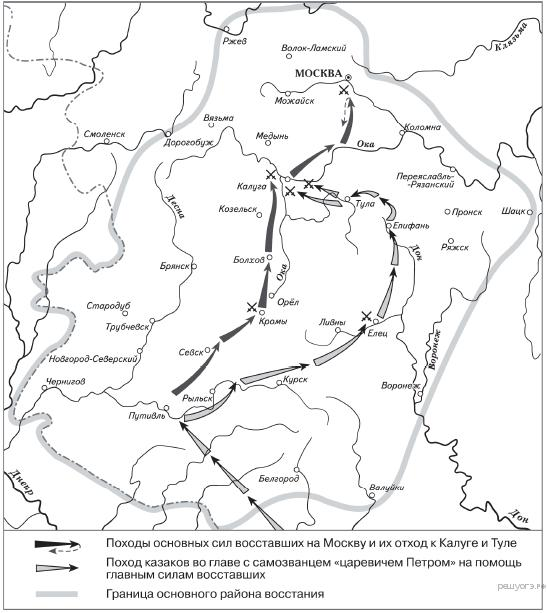 Ржев
Волок-Ламский
Клязьма
МОСКВА
Можайск
Вязьма
Смоленск
Дорогобуж
Медынь
Ока
Коломна
Переяславль-
-Рязанский
Калуга
Десна
Тула
Козельск
Пронск
Шацк
Епифань
Ряжск
Дон
Болхов
Ока
Брянск
Орёл
Стародуб
Трубчевск
Кромы
Ливны
Елец
Воронеж
Севск
Новгород-Северский
Чернигов
Рыльск
Курск
Воронеж
Путивль
Белгород
Валуйки
Днепр
Дон
Походы основных сил восставших на Москву и их отход к Калуге и Туле
Поход казаков во главе с самозванцем «царевичем Петром» на помощь
главным силам восставших
Граница основного района восстания
решуогэ.рф